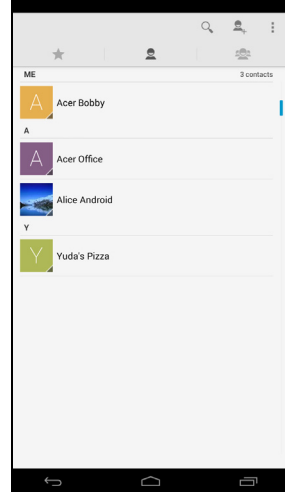 ME 3 contacts
A Acer Bobby
A
A Acer Office
Alice Android
Y
Y Yuda's Pizza